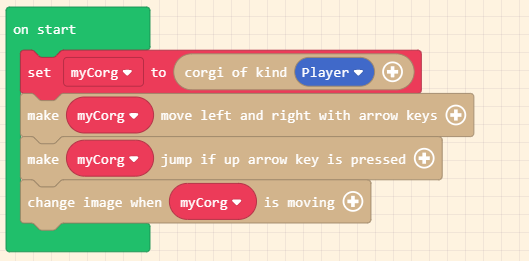 on start
set myCorg to corgi of kind Player
make myCorg move left and right with arrow keys
make myCorg jump if up arrow key is pressed
change image when myCorg is moving